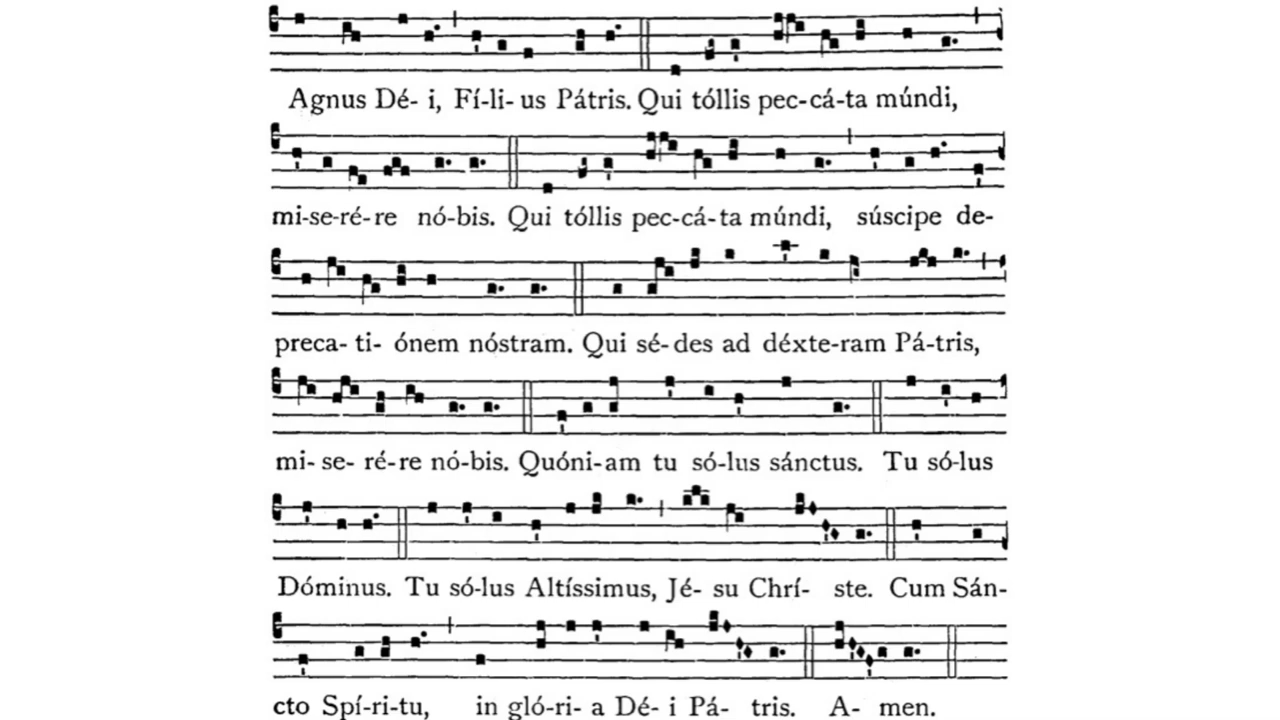 Agnus Dé- i, Fí-li- us Pátris. Qui tóllis pec-cá-ta múndi,
mi-se-ré-re nó-bis. Qui tóllis pec-cá-ta múndi, súscipe de-
preca- ti- ónem nóstram. Qui sé-des ad déxte-ram Pá-tris,
mi- se- ré-re nó-bis. Quóni-am tu só-lus sánctus. Tu só-lus
Dóminus. Tu só-lus Altíssimus, Jé- su Chrí- ste. Cum Sán-
cto Spí-ri-tu, in gló-ri- a Dé- i Pá- tris. A- men.